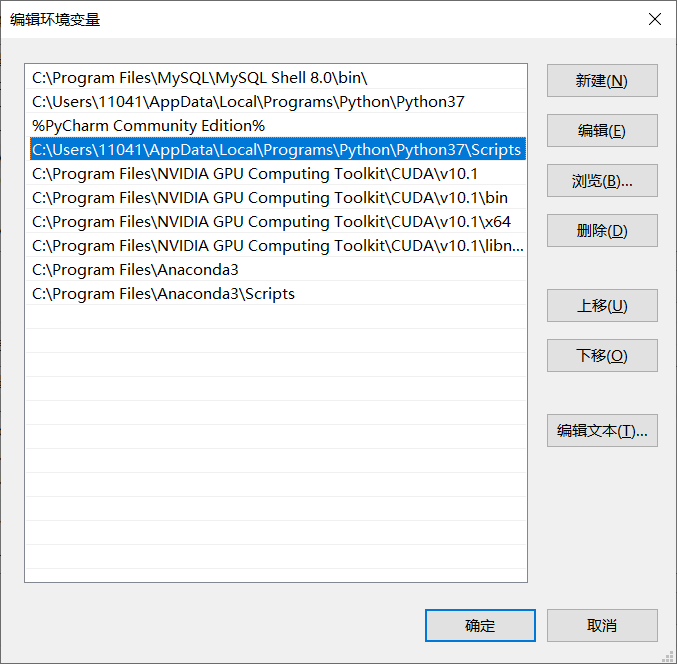 编辑环境变量
C:\Program Files\MySQL\MySQL Shell 8.0\bin\
C:\Users\11041\AppData\Local\Programs\Python\Python37
%PyCharm Community Edition%
C:\Users\11041\AppData\Local\Programs\Python\Python37\Scripts
C:\Program Files\NVIDIA GPU Computing Toolkit\CUDA\v10.1
C:\Program Files\NVIDIA GPU Computing Toolkit\CUDA\v10.1\bin
C:\Program Files\NVIDIA GPU Computing Toolkit\CUDA\v10.1\x64
C:\Program Files\NVIDIA GPU Computing Toolkit\CUDA\v10.1\libn...
C:\Program Files\Anaconda3
C:\Program Files\Anaconda3\Scripts
新建(N)
编辑(E)
浏览(B)...
删除(D)
上移(U)
下移(O)
编辑文本(T)...
确定
取消